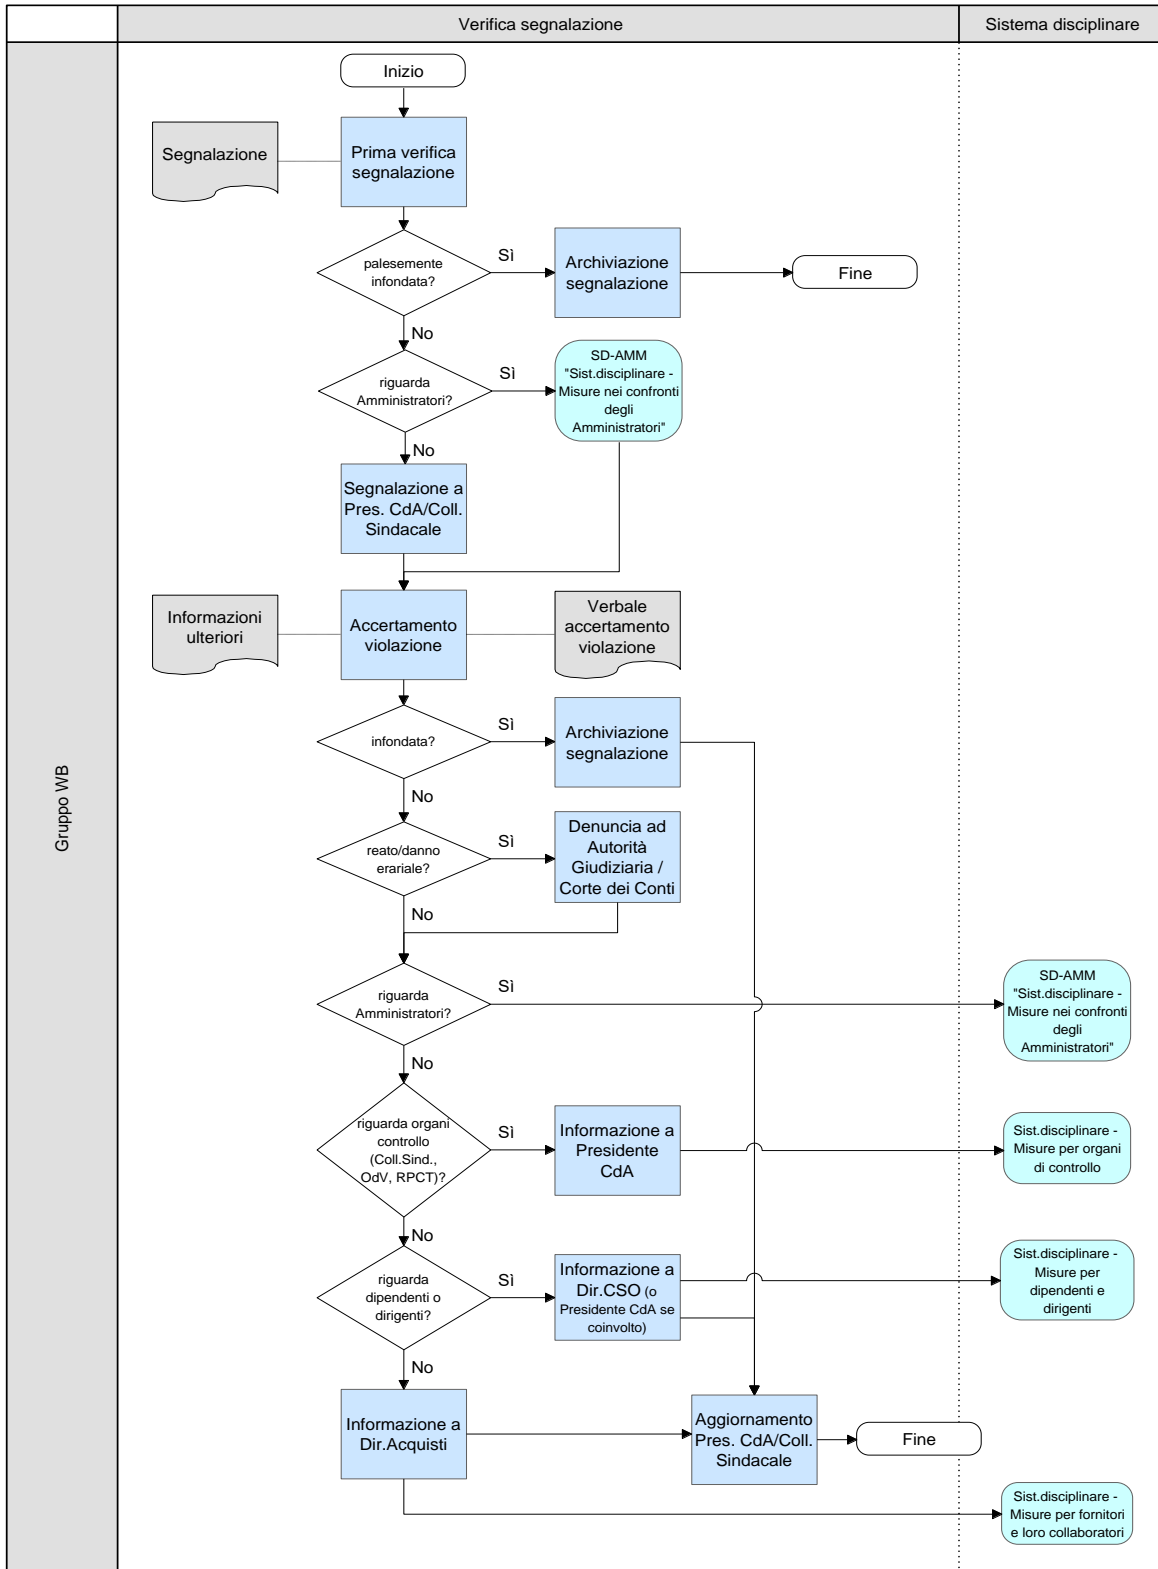 Verifica segnalazione
Sistema disciplinare
Gruppo WB
Inizio
Segnalazione
Prima verifica
segnalazione
palesemente
infondata?
Sì
Archiviazione
segnalazione
Fine
No
riguarda
Amministratori?
Sì
SD-AMM
"Sist.disciplinare -
Misure nei confronti
degli
Amministratori"
No
Segnalazione a
Pres. CdA/Coll.
Sindacale
Informazioni
ulteriori
Accertamento
violazione
Verbale
accertamento
violazione
infondata?
Sì
Archiviazione
segnalazione
No
reato/danno
erariale?
Sì
Denuncia ad
Autorità
Giudiziaria /
Corte dei Conti
No
riguarda
Amministratori?
Sì
SD-AMM
"Sist.disciplinare -
Misure nei confronti
degli
Amministratori"
No
riguarda organi
controllo
(Coll.Sind.,
OdV, RPCT)?
Sì
Informazione a
Presidente
CdA
Sist.disciplinare -
Misure per organi
di controllo
No
riguarda
dipendenti o
dirigenti?
Sì
Informazione a
Dir.CSO (o
Presidente CdA se
coinvolto)
Sist.disciplinare -
Misure per
dipendenti e
dirigenti
No
Informazione a
Dir.Acquisti
Aggiornamento
Pres. CdA/Coll.
Sindacale
Fine
Sist.disciplinare -
Misure per fornitori
e loro collaboratori